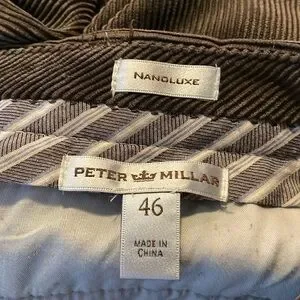 NANOLUXE
PETER MILLAR
46
MADE IN
CHINA